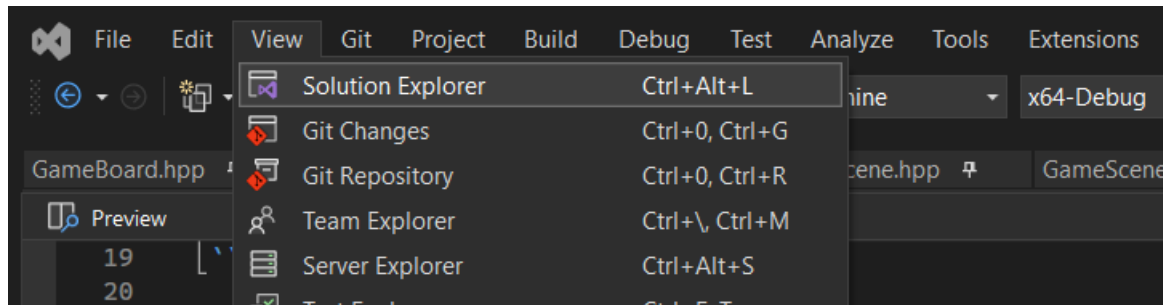 File Edit View Git Project Build Debug Test Analyze Tools Extensions
Solution Explorer Ctrl+Alt+L
x64-Debug
Git Changes Ctrl+0, Ctrl+G
GameBoard.hpp
Git Repository Ctrl+0, Ctrl+R
GameScene
Preview
Team Explorer Ctrl+\, Ctrl+M
19
Server Explorer Ctrl+Alt+S
20